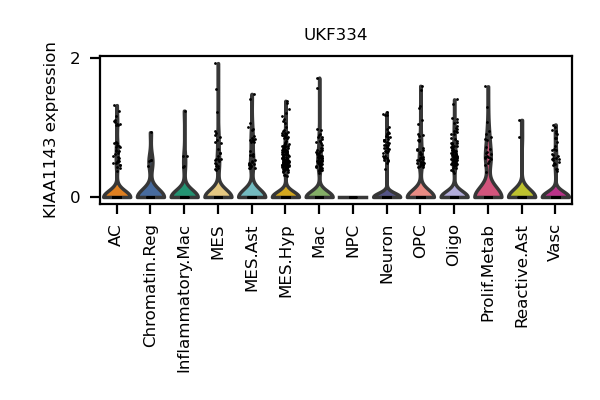 UKF334
KIAA1143 expression
2
0
AC
Chromatin.Reg
Inflammatory.Mac
MES
MES.Ast
MES.Hyp
Mac
NPC
Neuron
OPC
Oligo
Prolif.Metab
Reactive.Ast
Vasc